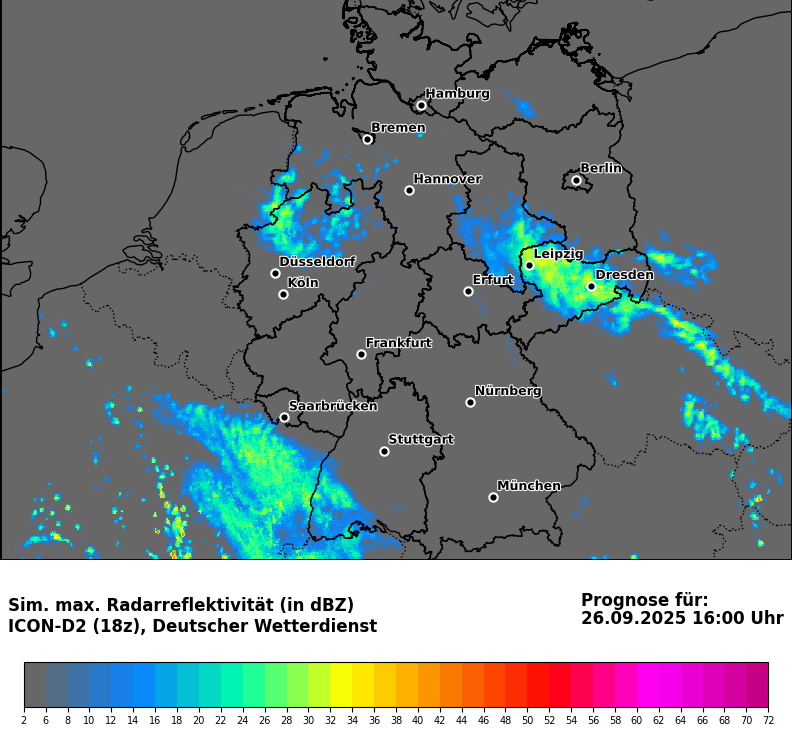 Hamburg
Bremen
Berlin
Hannover
Leipzig
Düsseldorf
Dresden
Köln
Erfurt
Frankfurt
Nürnberg
Saarbrücken
Stuttgart
München
Sim. max. Radarreflektivität (in dBZ)
ICON-D2 (18z), Deutscher Wetterdienst
Prognose für:
26.09.2025 16:00 Uhr
2 6 8 10 12 14 16 18 20 22 24 26 28 30 32 34 36 38 40 42 44 46 48 50 52 54 56 58 60 62 64 66 68 70 72